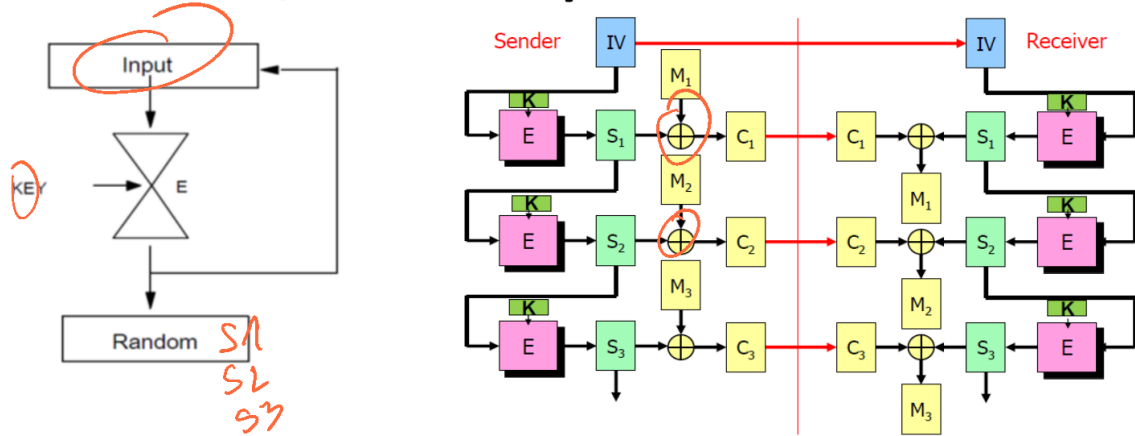 Input
KEY
E
Random
S1
S2
S3
Sender
IV
IV
Receiver
M₁
K
E
S₁
C₁
C₁
S₁
K
E
M₂
M₁
K
E
S₂
C₂
C₂
S₂
K
E
M₃
M₂
K
E
S₃
C₃
C₃
S₃
K
E
M₃